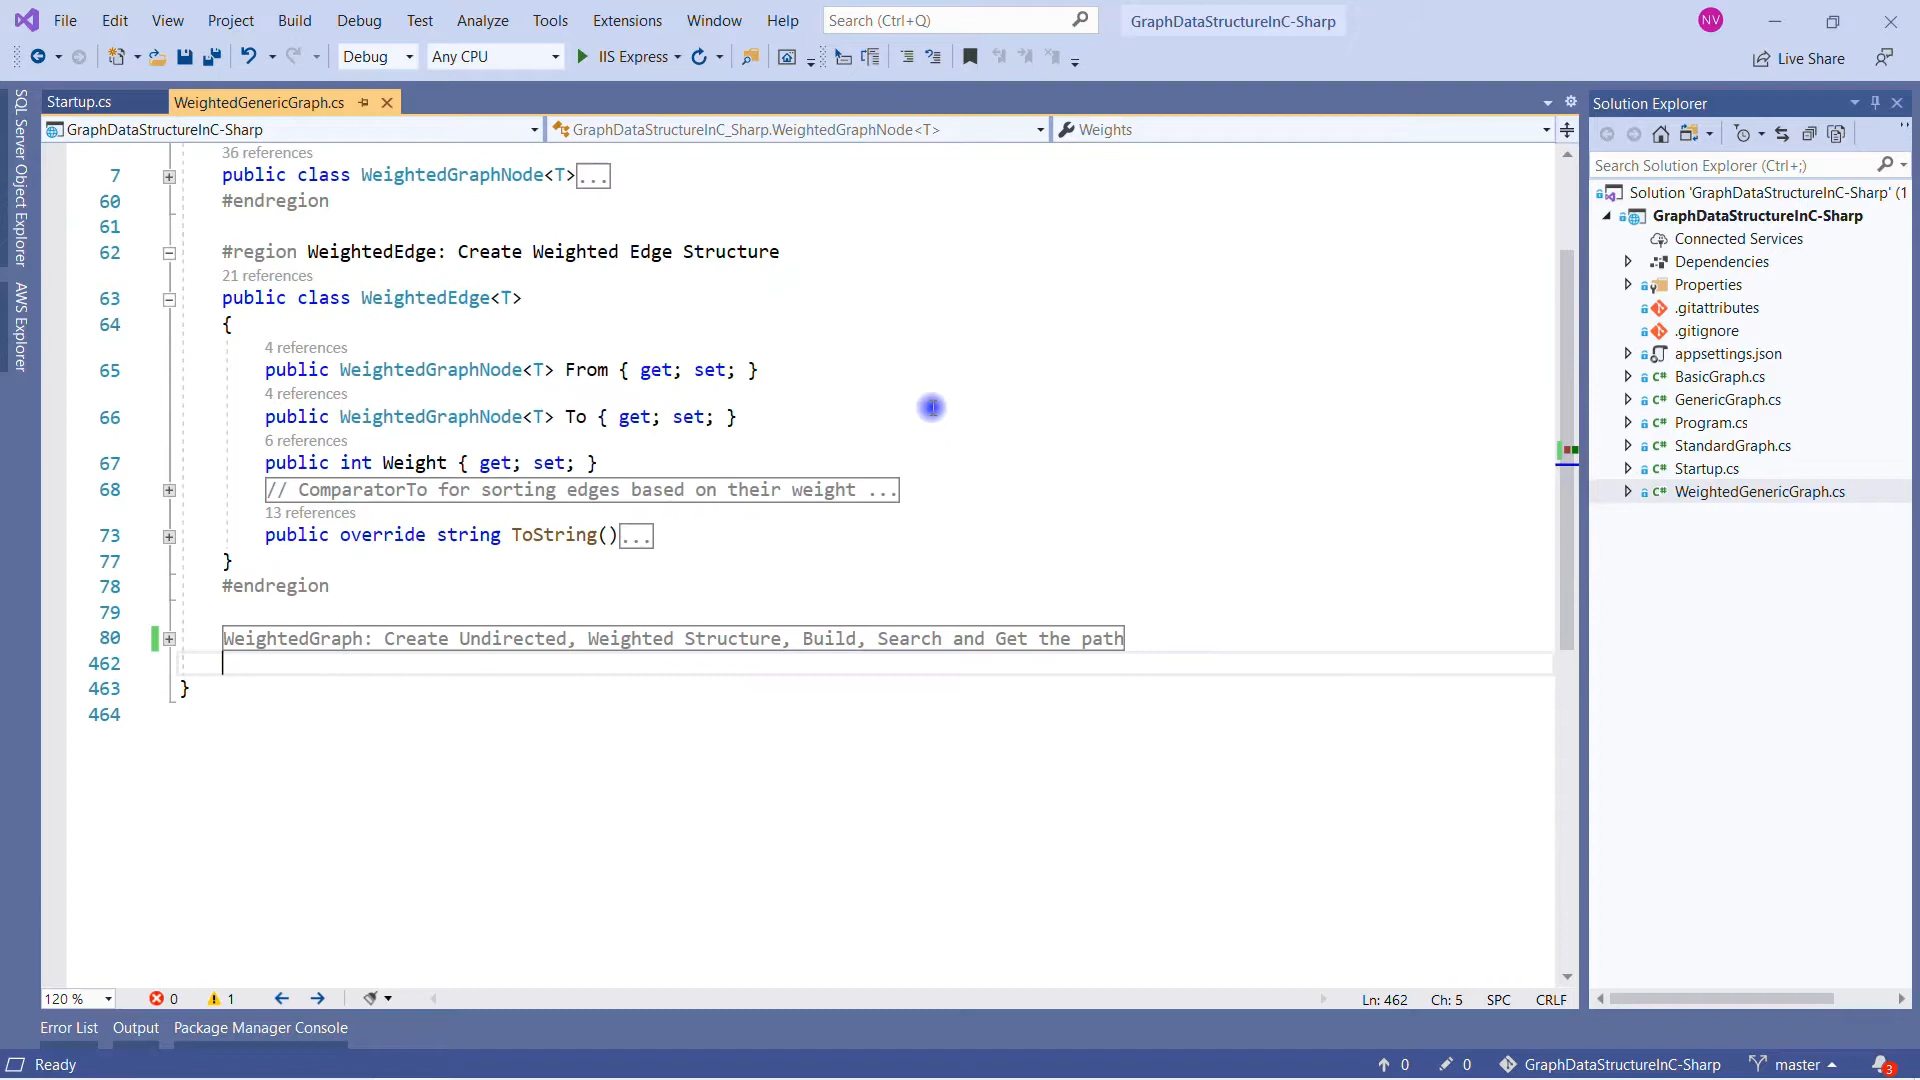 File Edit View Project Build Debug Test Analyze Tools Extensions Window Help Search (Ctrl+Q) GraphDataStructureInC-Sharp NV
Debug Any CPU IIS Express Live Share
SQL Server Object Explorer
AWS Explorer
Startup.cs WeightedGenericGraph.cs
GraphDataStructureInC-Sharp GraphDataStructureInC_Sharp.WeightedGraphNode<T> Weights
36 references
7 public class WeightedGraphNode<T>...
60 #endregion
61
62 #region WeightedEdge: Create Weighted Edge Structure
21 references
63 public class WeightedEdge<T>
64 {
4 references
65 public WeightedGraphNode<T> From { get; set; }
4 references
66 public WeightedGraphNode<T> To { get; set; }
6 references
67 public int Weight { get; set; }
68 // ComparatorTo for sorting edges based on their weight ...
13 references
73 public override string ToString()...
77 }
78 #endregion
79
80 WeightedGraph: Create Undirected, Weighted Structure, Build, Search and Get the path
462
463 }
464
120 % 0 1 Ln: 462 Ch: 5 SPC CRLF
Solution Explorer
Search Solution Explorer (Ctrl+;)
Solution 'GraphDataStructureInC-Sharp' (1
GraphDataStructureInC-Sharp
Connected Services
Dependencies
Properties
.gitattributes
.gitignore
appsettings.json
C# BasicGraph.cs
C# GenericGraph.cs
C# Program.cs
C# StandardGraph.cs
C# Startup.cs
C# WeightedGenericGraph.cs
Error List Output Package Manager Console
Ready 0 0 GraphDataStructureInC-Sharp master 3